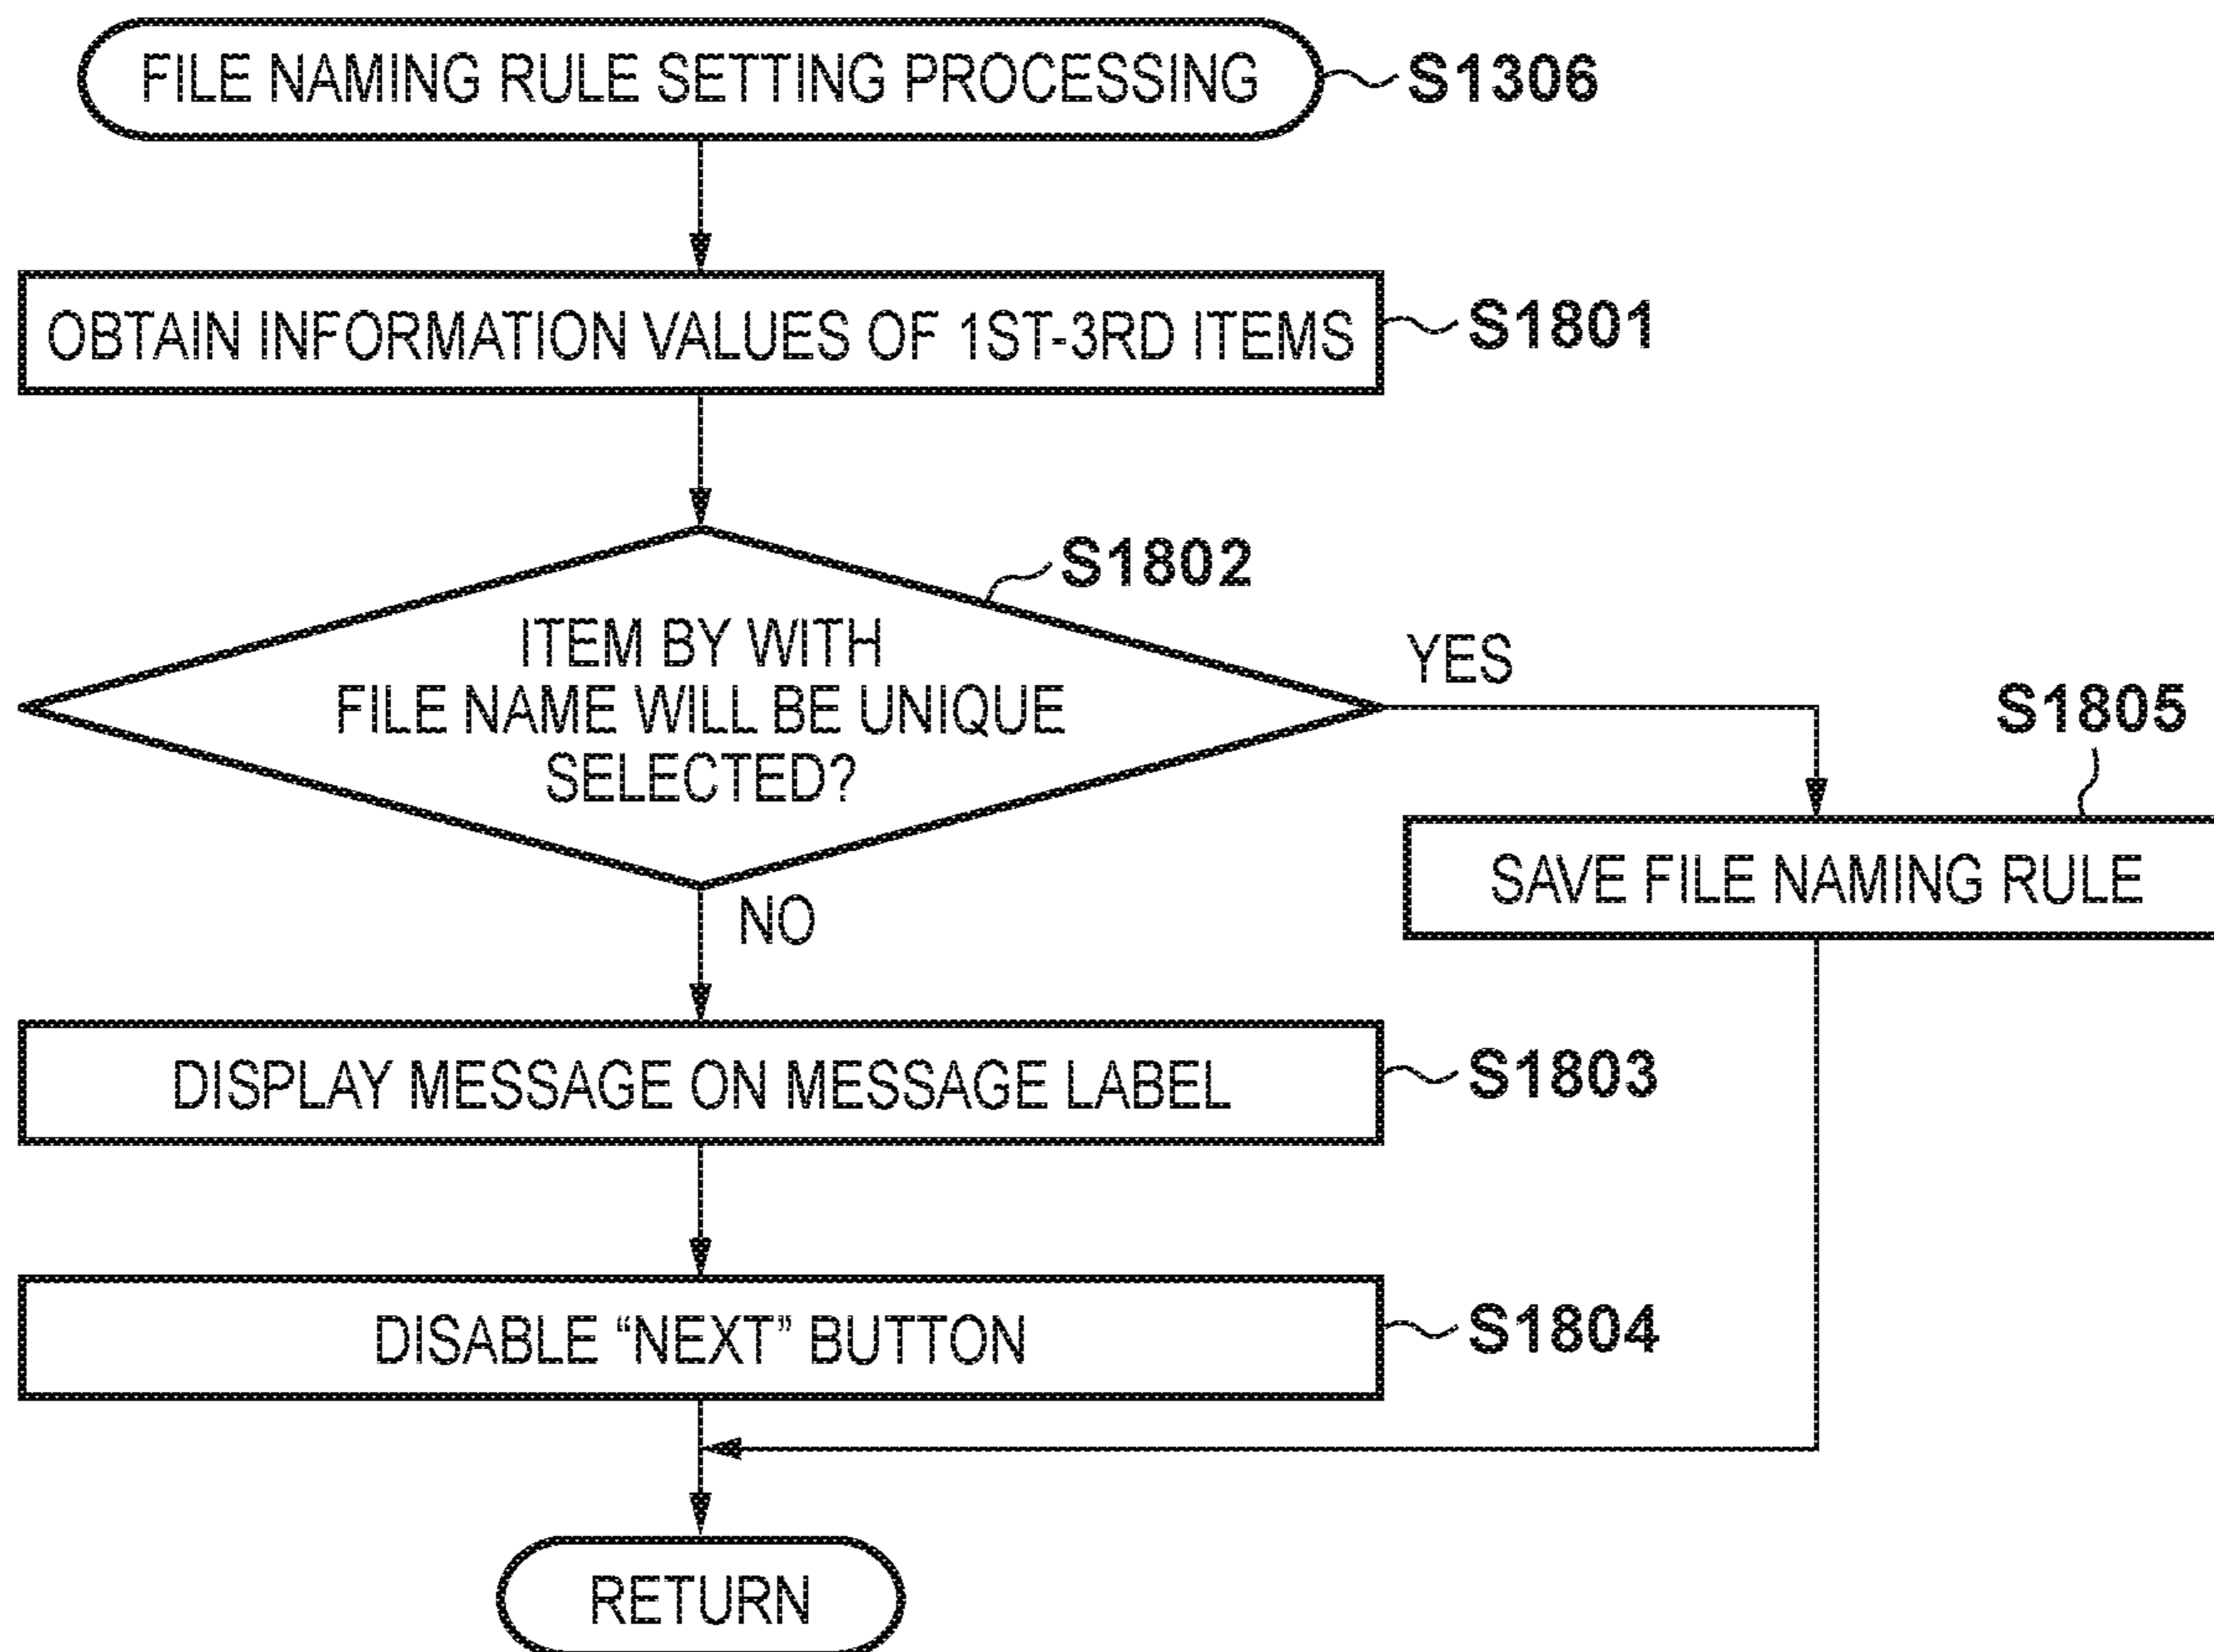 FILE NAMING RULE SETTING PROCESSING
S1306
OBTAIN INFORMATION VALUES OF 1ST-3RD ITEMS
S1801
S1802
ITEM BY WITH
FILE NAME WILL BE UNIQUE
SELECTED?
YES
S1805
SAVE FILE NAMING RULE
NO
DISPLAY MESSAGE ON MESSAGE LABEL
S1803
DISABLE “NEXT” BUTTON
S1804
RETURN